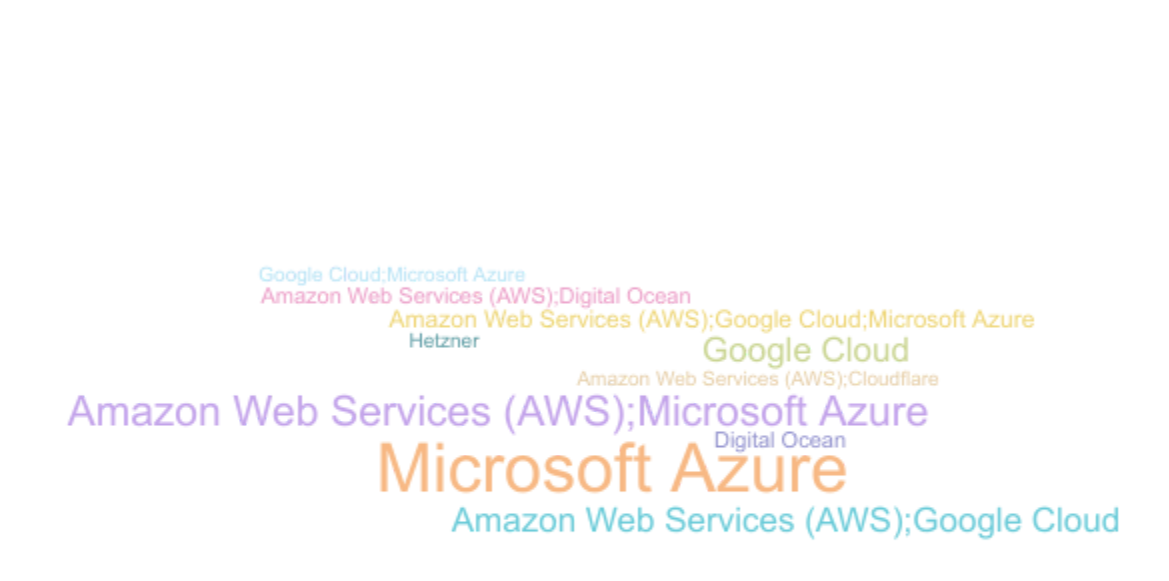 Google Cloud;Microsoft Azure
Amazon Web Services (AWS);Digital Ocean
Amazon Web Services (AWS);Google Cloud;Microsoft Azure
Hetzner
Google Cloud
Amazon Web Services (AWS);Cloudflare
Amazon Web Services (AWS);Microsoft Azure
Digital Ocean
Microsoft Azure
Amazon Web Services (AWS);Google Cloud